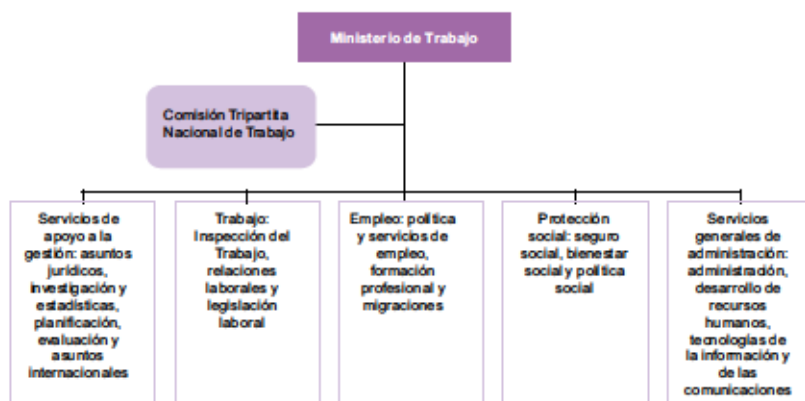 Ministerio de Trabajo
Comisión Tripartita
Nacional de Trabajo
Servicios de
apoyo a la
gestión: asuntos
jurídicos,
investigación y
estadísticas,
planificación,
evaluación y
asuntos
internacionales
Trabajo:
Inspección del
Trabajo,
relaciones
laborales y
legislación
laboral
Empleo: política
y servicios de
empleo,
formación
profesional y
migraciones
Protección
social: seguro
social, bienestar
social y política
social
Servicios
generales de
administración:
administración,
desarrollo de
recursos
humanos,
tecnologías de
la información y
de las
comunicaciones